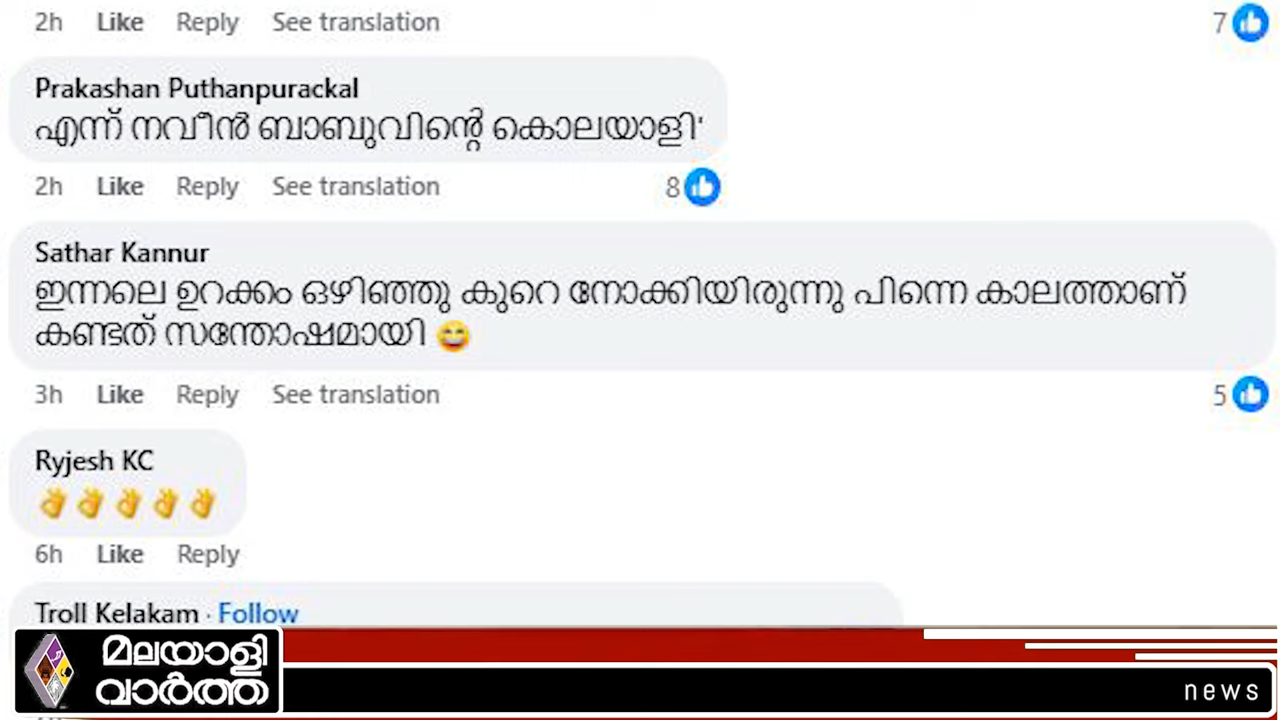 2h Like Reply See translation 7
Prakashan Puthanpurackal
എന്ന് നവീൻ ബാബുവിന്റെ കൊലയാളി'
2h Like Reply See translation 8
Sathar Kannur
ഇന്നലെ ഉറക്കം ഒഴിഞ്ഞു കുറെ നോക്കിയിരുന്നു പിന്നെ കാലത്താണ്
കണ്ടത് സന്തോഷമായി 😄
3h Like Reply See translation 5
Ryjesh KC
👌👌👌👌👌
6h Like Reply
Troll Kelakam · Follow
മലയാളി
വാർത്ത
news